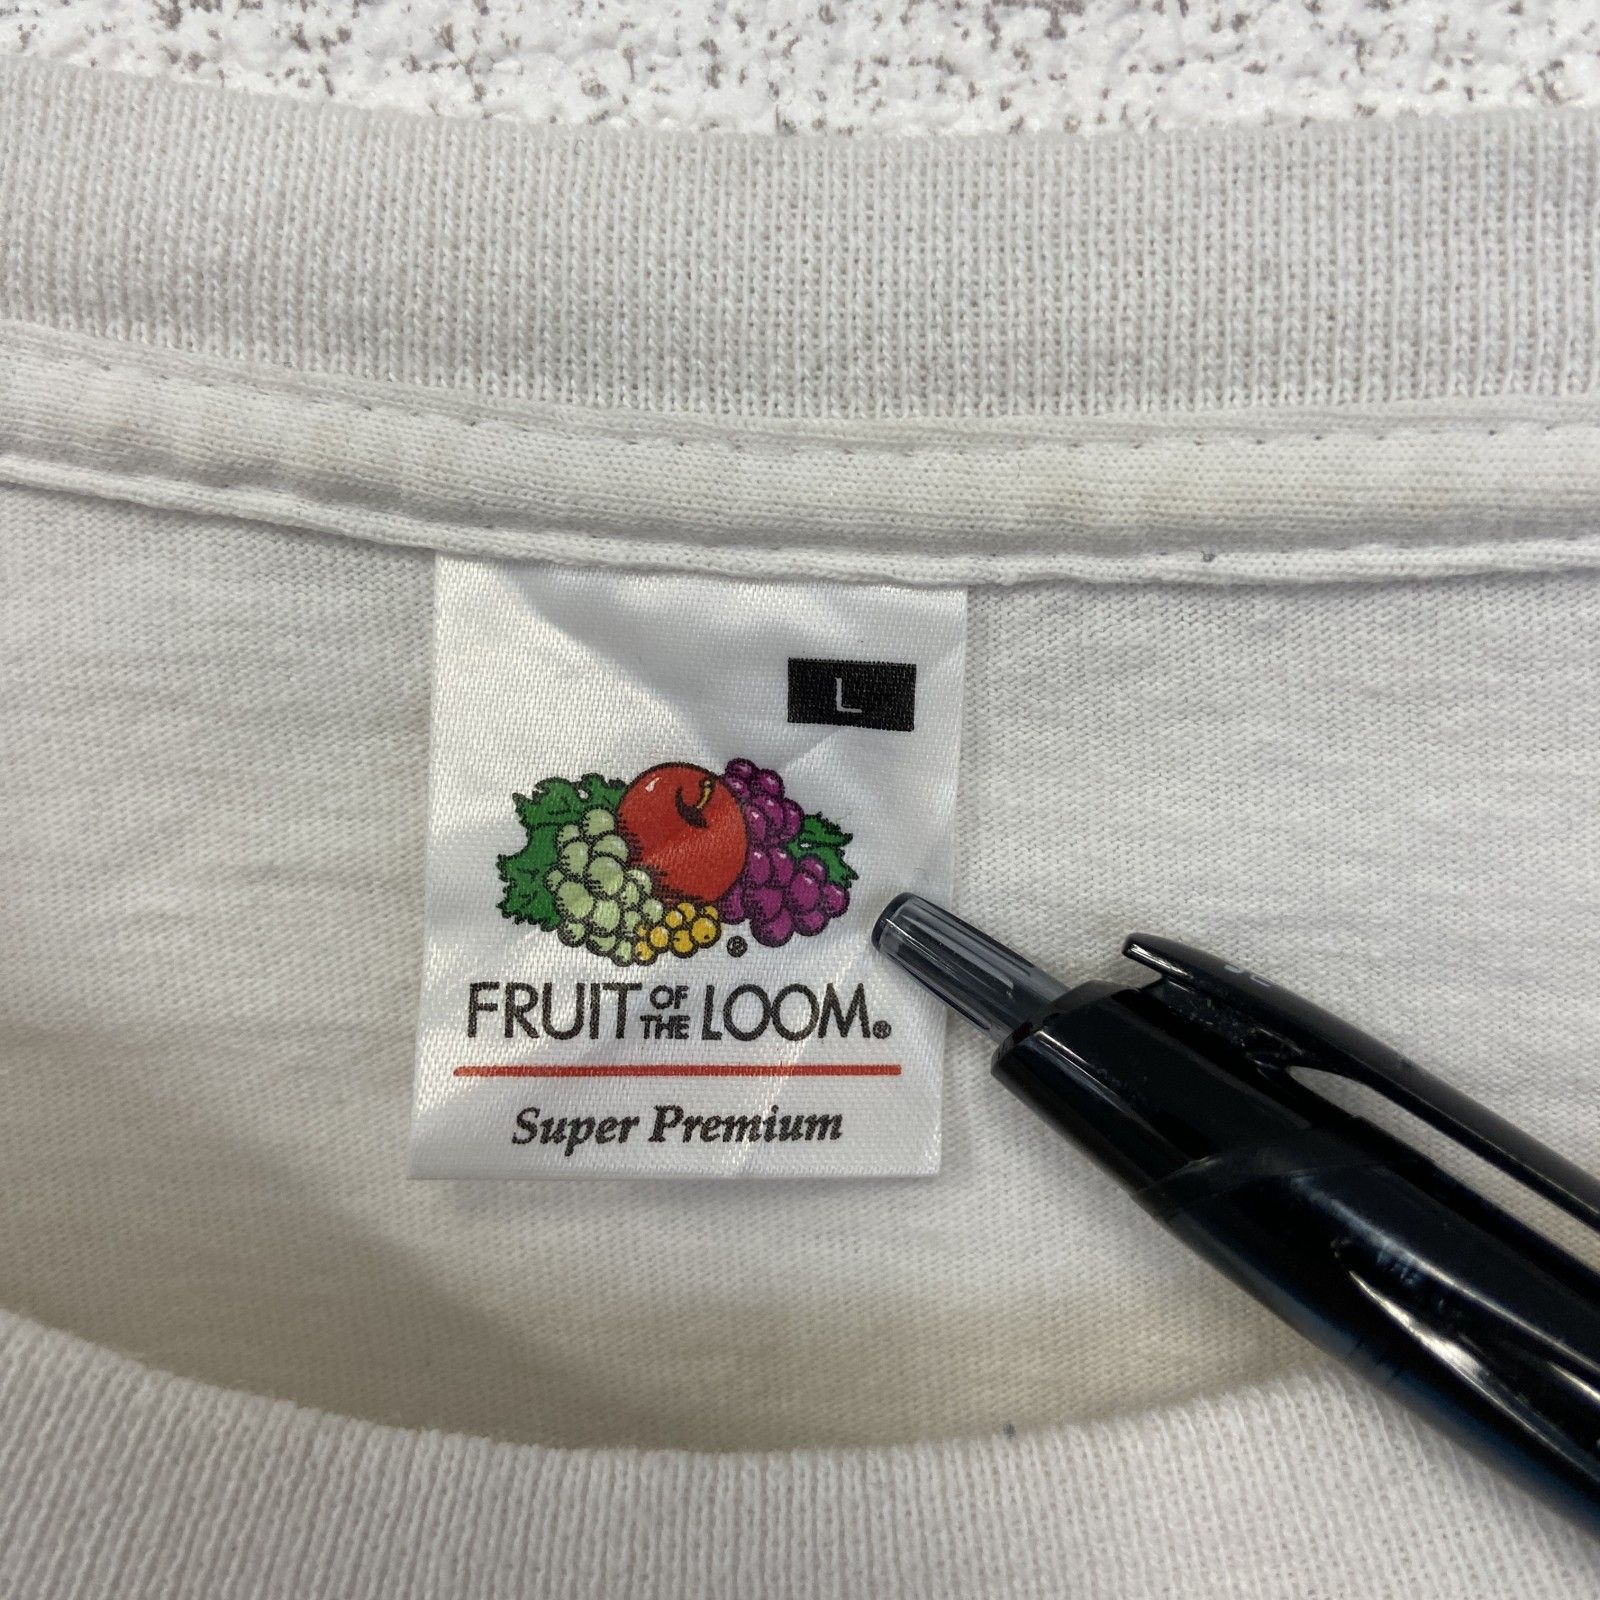 L
FRUIT OF THE LOOM®
Super Premium